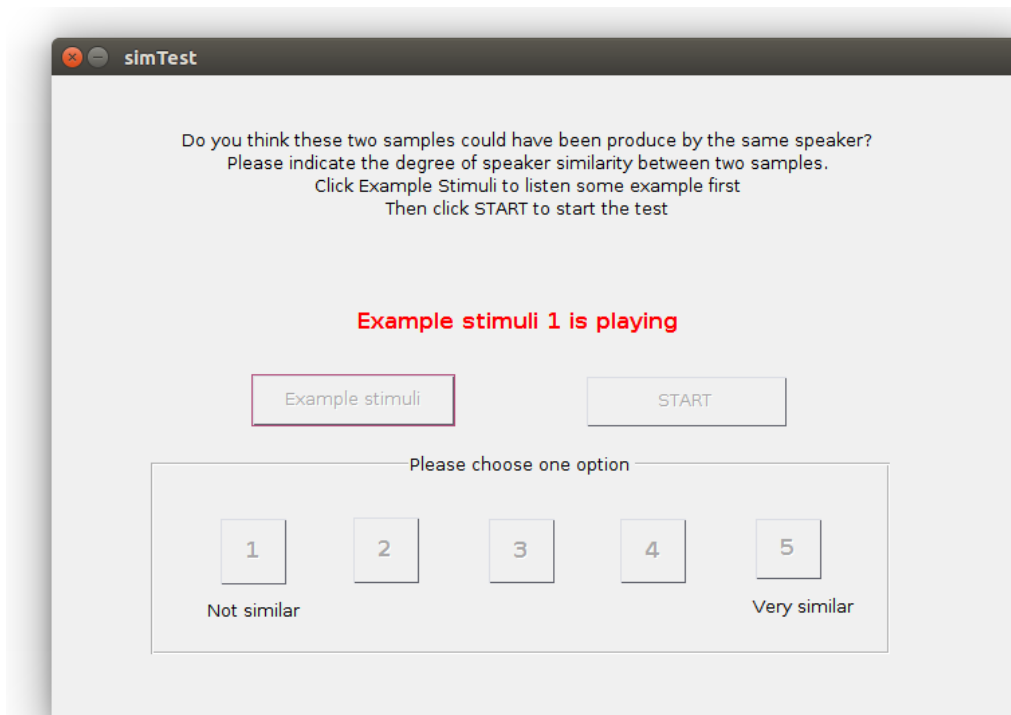 simTest
Do you think these two samples could have been produce by the same speaker?
Please indicate the degree of speaker similarity between two samples.
Click Example Stimuli to listen some example first
Then click START to start the test
Example stimuli 1 is playing
Example stimuli START
Please choose one option
1 2 3 4 5
Not similar Very similar